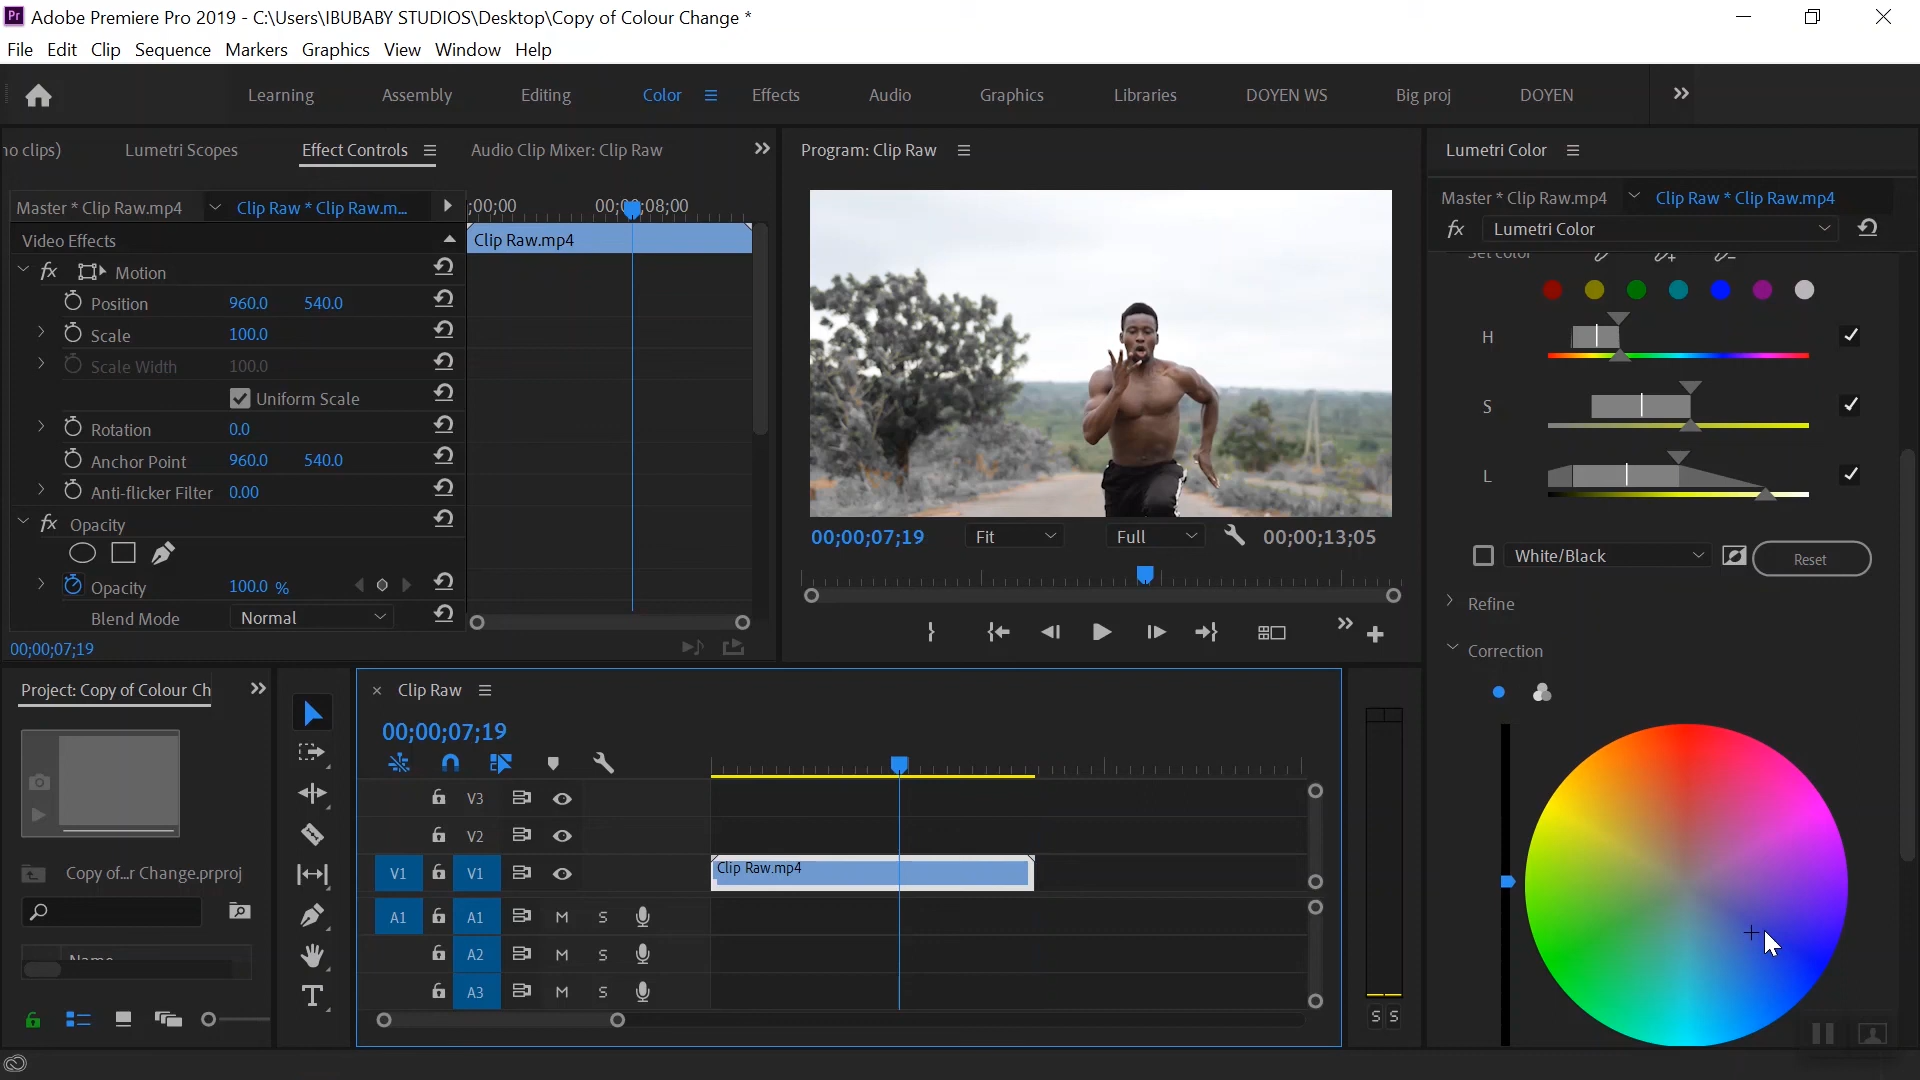 Pr Adobe Premiere Pro 2019 - C:\Users\IBUBABY STUDIOS\Desktop\Copy of Colour Change *
File Edit Clip Sequence Markers Graphics View Window Help
Learning Assembly Editing Color Effects Audio Graphics Libraries DOYEN WS Big proj DOYEN
no clips) Lumetri Scopes Effect Controls Audio Clip Mixer: Clip Raw
Master * Clip Raw.mp4 Clip Raw * Clip Raw.m...
;00;00 00;00;08;00
Video Effects
Clip Raw.mp4
fx Motion
Position 960.0 540.0
Scale 100.0
Scale Width 100.0
Uniform Scale
Rotation 0.0
Anchor Point 960.0 540.0
Anti-flicker Filter 0.00
fx Opacity
Opacity 100.0 %
Blend Mode Normal
00;00;07;19
Program: Clip Raw
00;00;07;19 Fit Full 00;00;13;05
Lumetri Color
Master * Clip Raw.mp4 Clip Raw * Clip Raw.mp4
fx Lumetri Color
Set color
H
S
L
White/Black Reset
Refine
Correction
Project: Copy of Colour Ch
Copy of...r Change.prproj
Name
Clip Raw
00;00;07;19
V3
V2
V1 V1
Clip Raw.mp4
A1 A1 M S
A2 M S
A3 M S
S S